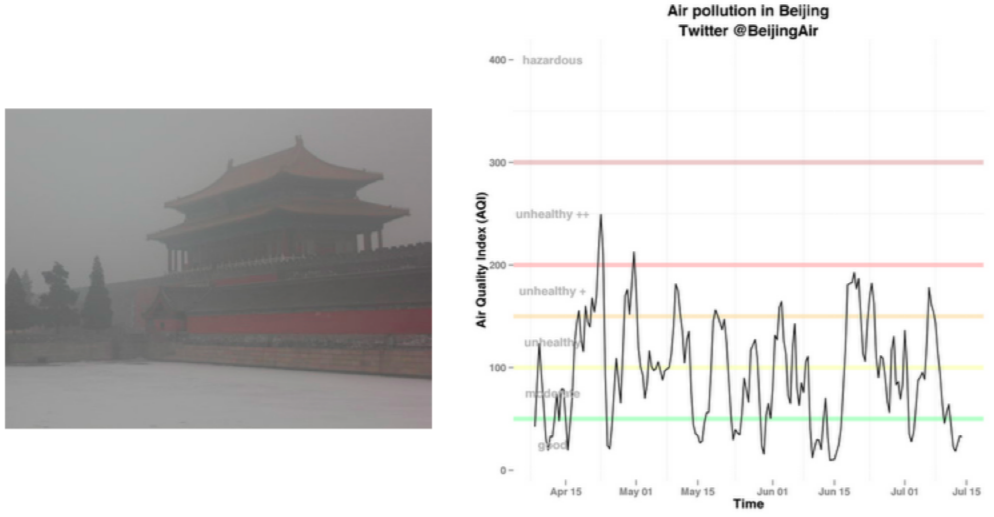 Air pollution in Beijing
Twitter @BeijingAir
Air Quality Index (AQI)
400
hazardous
300
unhealthy ++
200
unhealthy +
unhealthy
100
moderate
good
0
Apr 15 May 01 May 15 Jun 01 Jun 15 Jul 01 Jul 15
Time